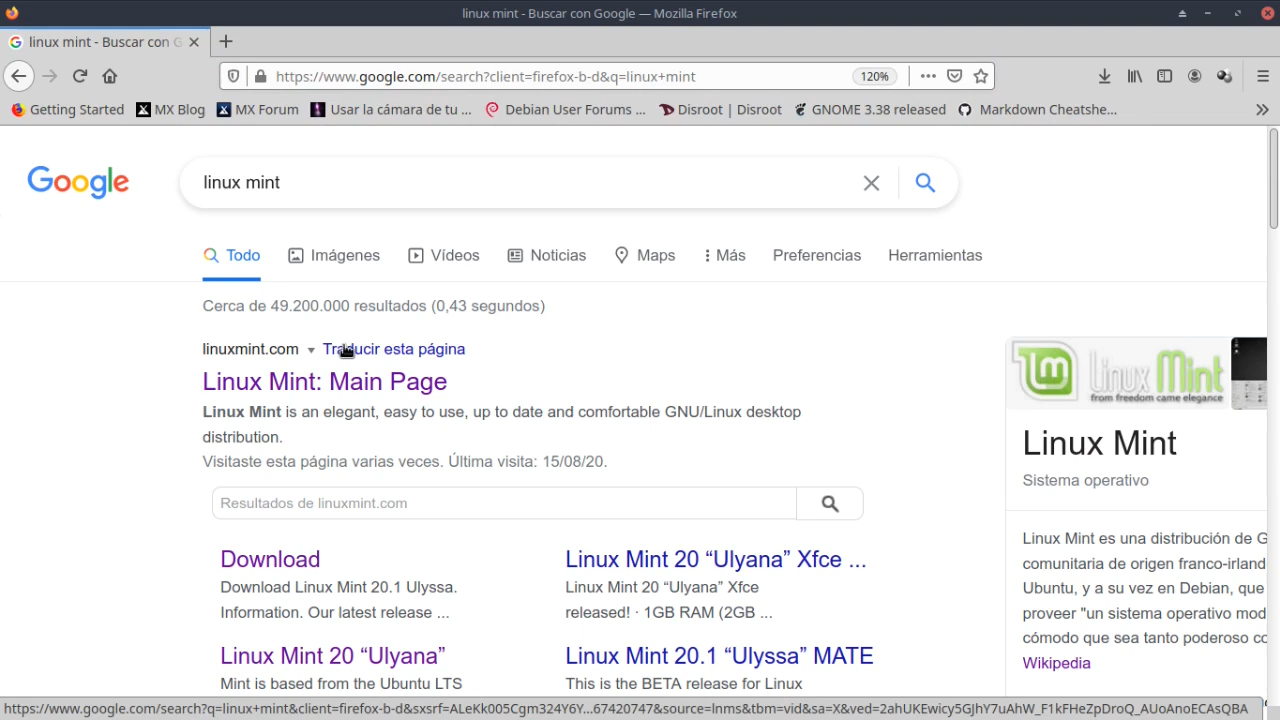 linux mint - Buscar con Google — Mozilla Firefox
linux mint - Buscar con G
https://www.google.com/search?client=firefox-b-d&q=linux+mint
120%
Getting Started
MX Blog
MX Forum
Usar la cámara de tu ...
Debian User Forums ...
Disroot | Disroot
GNOME 3.38 released
Markdown Cheatshe...
Google
linux mint
Todo
Imágenes
Vídeos
Noticias
Maps
Más
Preferencias
Herramientas
Cerca de 49.200.000 resultados (0,43 segundos)
linuxmint.com
Traducir esta página
Linux Mint: Main Page
Linux Mint is an elegant, easy to use, up to date and comfortable GNU/Linux desktop
distribution.
Visitaste esta página varias veces. Última visita: 15/08/20.
Resultados de linuxmint.com
Download
Download Linux Mint 20.1 Ulyssa.
Information. Our latest release ...
Linux Mint 20 “Ulyana” Xfce ...
Linux Mint 20 “Ulyana” Xfce
released! · 1GB RAM (2GB ...
Linux Mint 20 “Ulyana”
Mint is based from the Ubuntu LTS
Linux Mint 20.1 “Ulyssa” MATE
This is the BETA release for Linux
Linux Mint
from freedom came elegance
Linux Mint
Sistema operativo
Linux Mint es una distribución de G
comunitaria de origen franco-irland
Ubuntu, y a su vez en Debian, que
proveer "un sistema operativo mod
cómodo que sea tanto poderoso co
Wikipedia
https://www.google.com/search?q=linux+mint&client=firefox-b-d&sxsrf=ALeKk005Cgm324Y6Y...67420747&source=lnms&tbm=vid&sa=X&ved=2ahUKEwicy5GJhY7uAhW_F1kFHeZpDroQ_AUoAnoECAsQBA